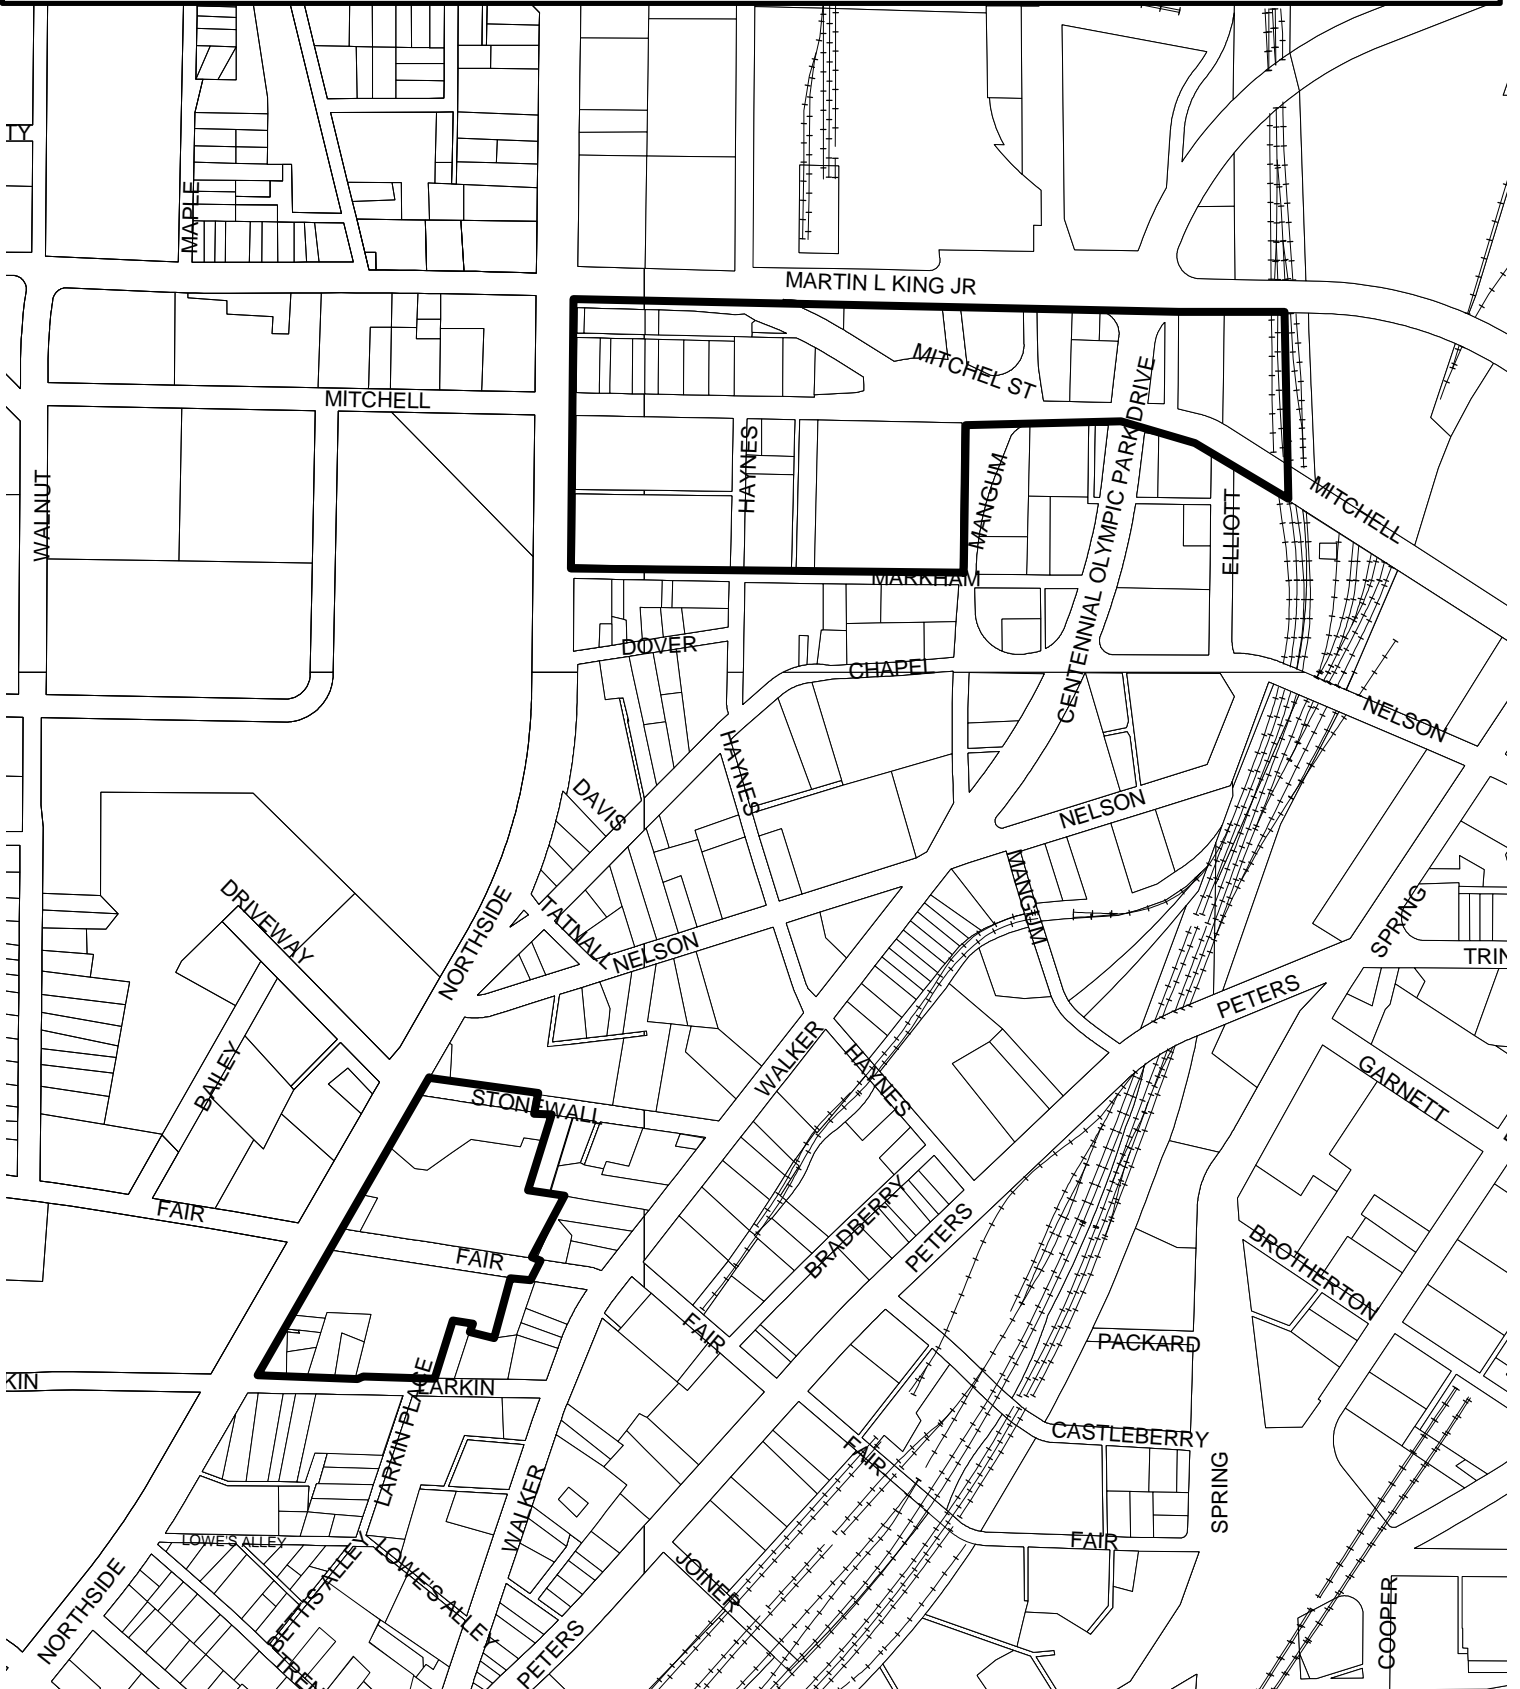 TY
MAPLE
MARTIN L KING JR
MITCHEL ST
MITCHELL
CENTENNIAL OLYMPIC PARK DRIVE
HAYNES
MANGUM
WALNUT
ELLIOTT
MITCHELL
MARKHAM
DOVER
CHAPEL
NELSON
HAYNES
DAVIS
NELSON
MANGUM
DRIVEWAY
NORTHSIDE
TATNALL
NELSON
SPRING
TRIN
PETERS
WALKER
HAYNES
BAILEY
GARNETT
STONEWALL
FAIR
BRADBERRY
PETERS
FAIR
BROTHERTON
FAIR
PACKARD
KIN
LARKIN
LARKIN PLACE
CASTLEBERRY
FAIR
WALKER
SPRING
LOWE'S ALLEY
FAIR
BETTIS ALLEY
LOWE'S ALLEY
JOINER
NORTHSIDE
COOPER
PETERS
TREN